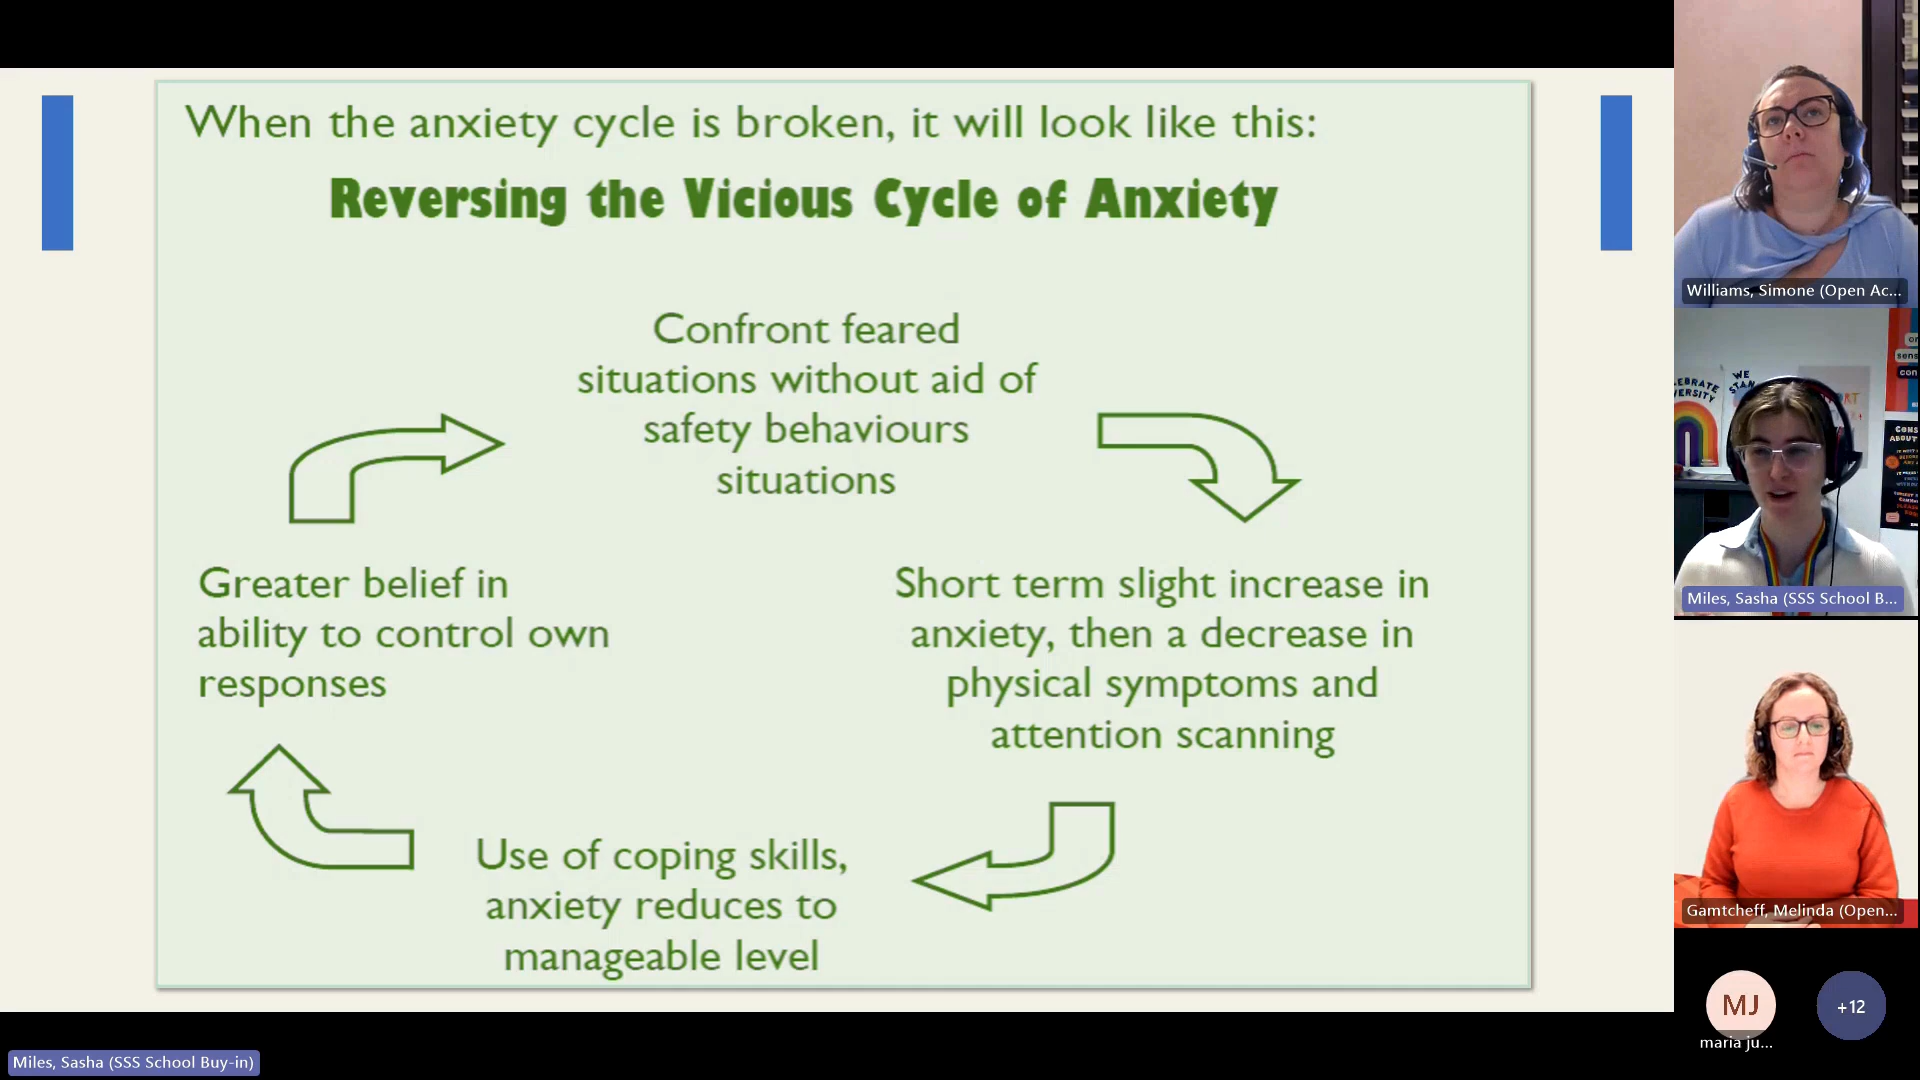 When the anxiety cycle is broken, it will look like this:
Reversing the Vicious Cycle of Anxiety
Confront feared
situations without aid of
safety behaviours
situations
Short term slight increase in
anxiety, then a decrease in
physical symptoms and
attention scanning
Use of coping skills,
anxiety reduces to
manageable level
Greater belief in
ability to control own
responses
Williams, Simone (Open Ac...
WE
Miles, Sasha (SSS School B...
Gamtcheff, Melinda (Open...
MJ
+12
maria ju...
Miles, Sasha (SSS School Buy-in)